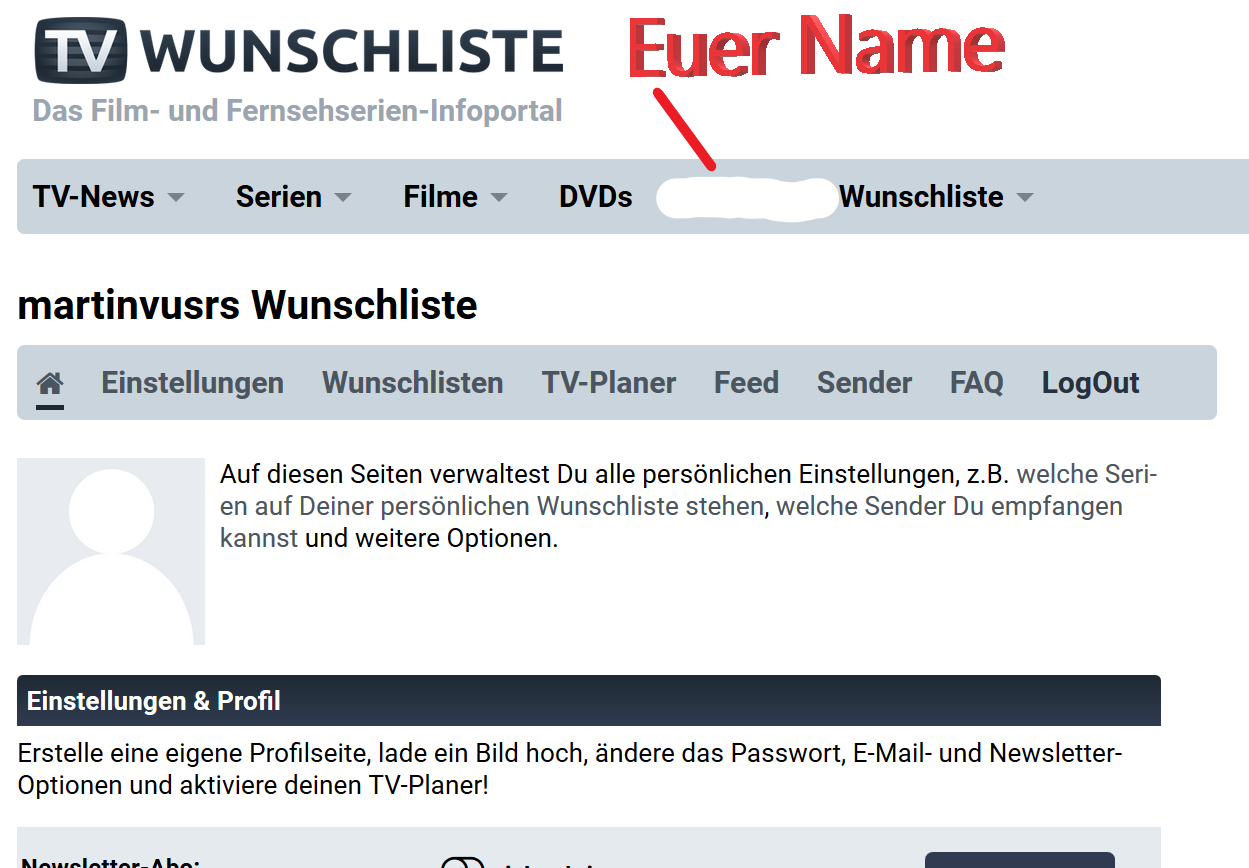 TV WUNSCHLISTE
Das Film- und Fernsehserien-Infoportal
Euer Name
TV-News Serien Filme DVDs Wunschliste
martinvusrs Wunschliste
Einstellungen Wunschlisten TV-Planer Feed Sender FAQ LogOut
Auf diesen Seiten verwaltest Du alle persönlichen Einstellungen, z.B. welche Seri-
en auf Deiner persönlichen Wunschliste stehen, welche Sender Du empfangen
kannst und weitere Optionen.
Einstellungen & Profil
Erstelle eine eigene Profilseite, lade ein Bild hoch, ändere das Passwort, E-Mail- und Newsletter-
Optionen und aktiviere deinen TV-Planer!
Newsletter-Abo: